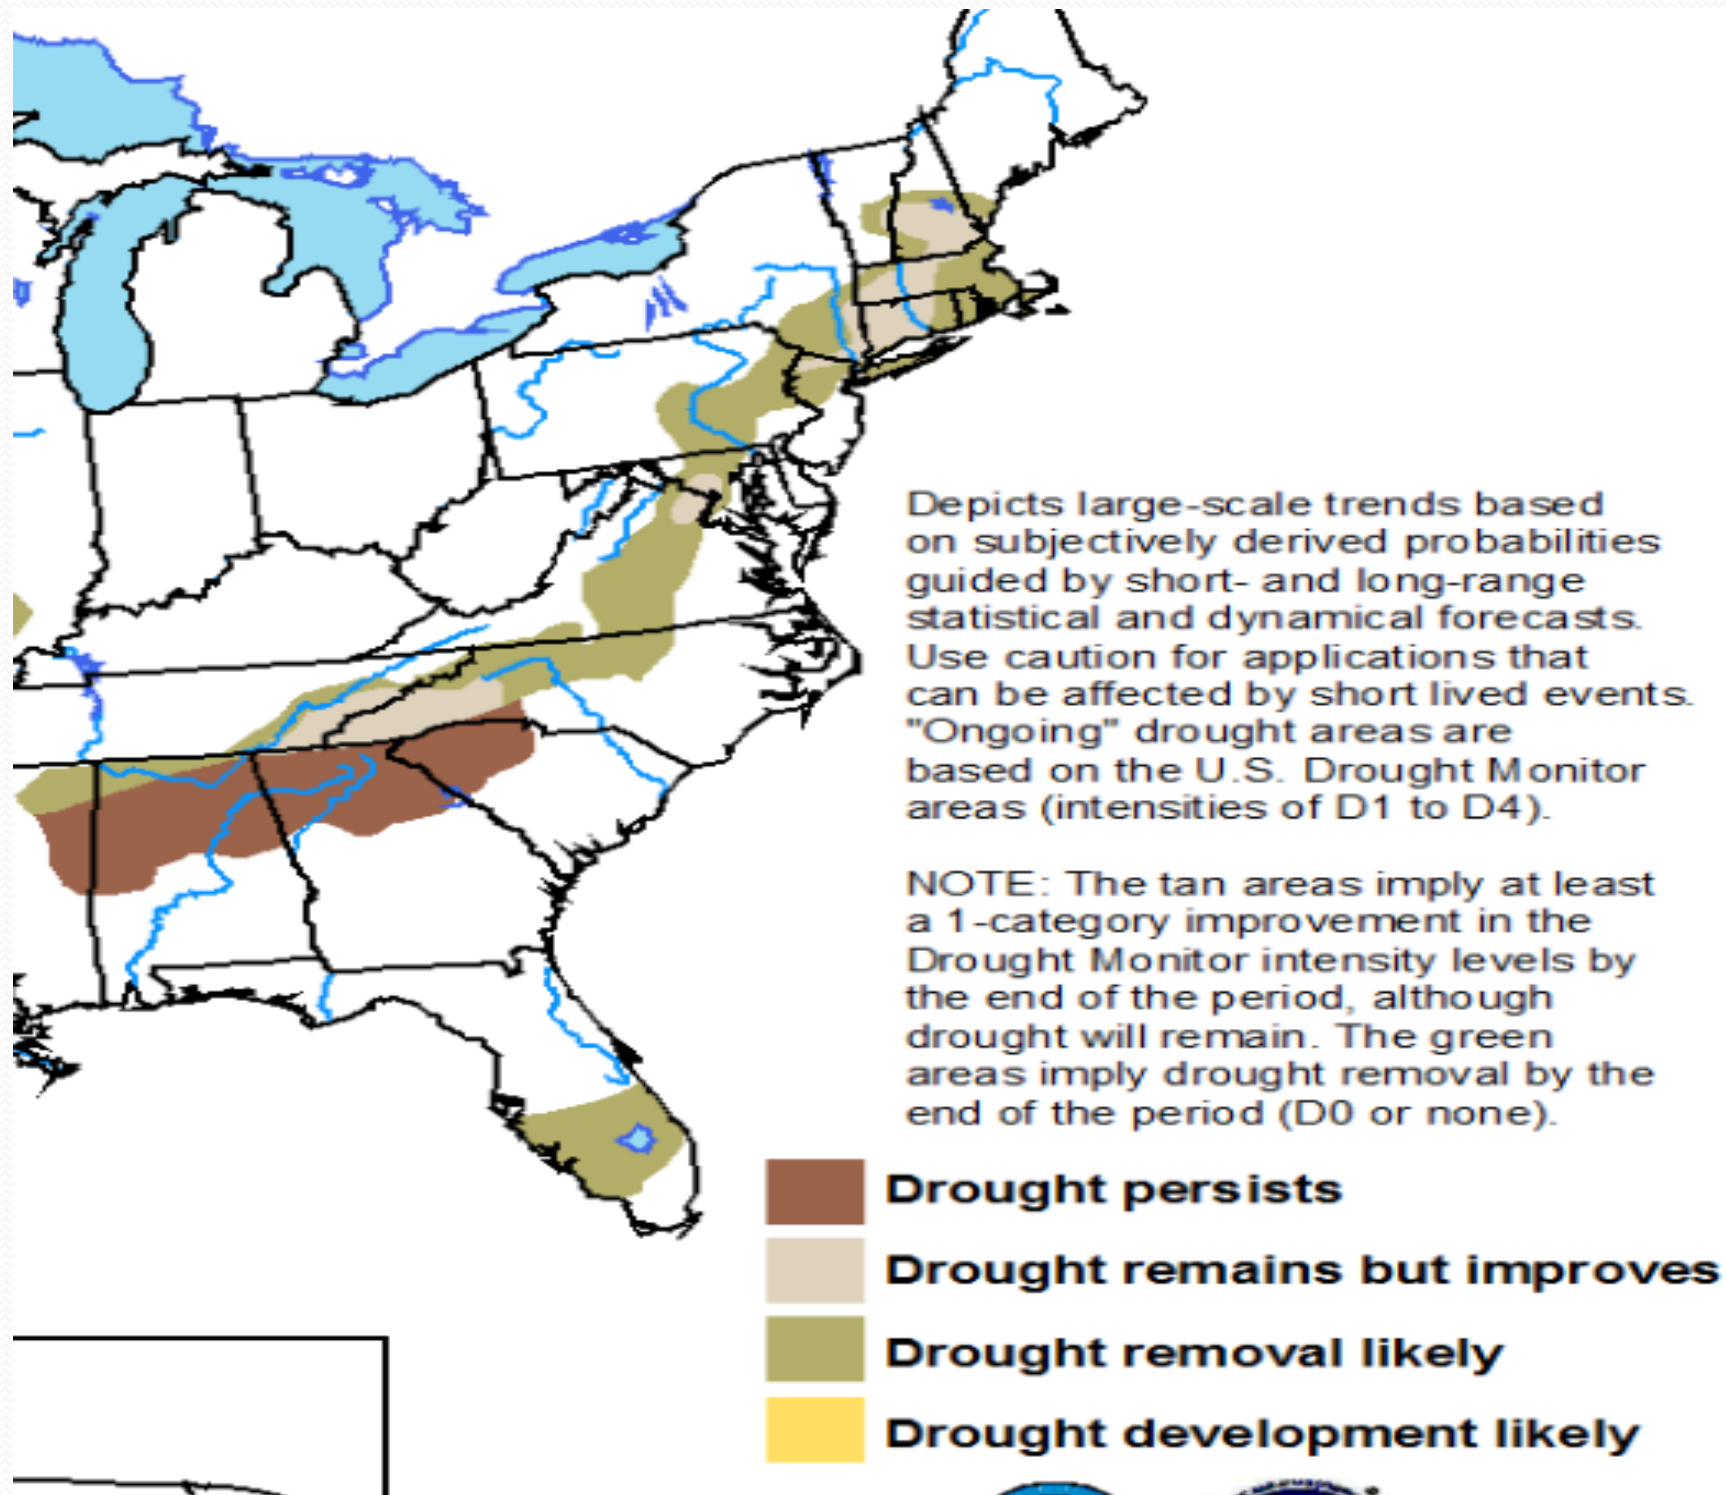 Depicts large-scale trends based
on subjectively derived probabilities
guided by short- and long-range
statistical and dynamical forecasts.
Use caution for applications that
can be affected by short lived events.
"Ongoing" drought areas are
based on the U.S. Drought Monitor
areas (intensities of D1 to D4).
NOTE: The tan areas imply at least
a 1-category improvement in the
Drought Monitor intensity levels by
the end of the period, although
drought will remain. The green
areas imply drought removal by the
end of the period (D0 or none).
Drought persists
Drought remains but improves
Drought removal likely
Drought development likely